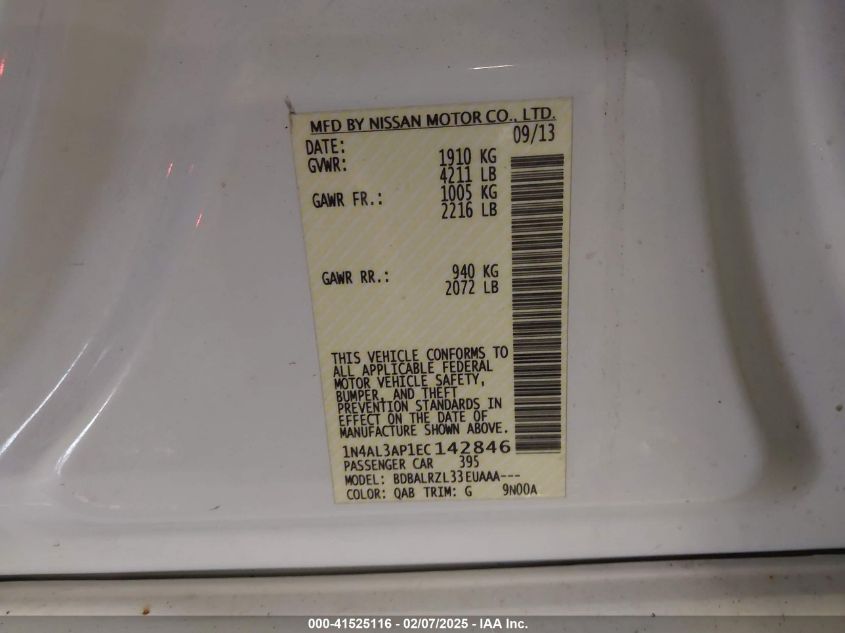 MFD BY NISSAN MOTOR CO., LTD.
DATE: 09/13
GVWR: 1910 KG
4211 LB
GAWR FR.: 1005 KG
2216 LB
GAWR RR.: 940 KG
2072 LB
THIS VEHICLE CONFORMS TO
ALL APPLICABLE FEDERAL
MOTOR VEHICLE SAFETY,
BUMPER, AND THEFT
PREVENTION STANDARDS IN
EFFECT ON THE DATE OF
MANUFACTURE SHOWN ABOVE.
1N4AL3AP1EC142846
PASSENGER CAR 395
MODEL: BDBALRZL33EUAAA---
COLOR: QAB TRIM: G 9N00A
000-41525116 - 02/07/2025 - IAA Inc.